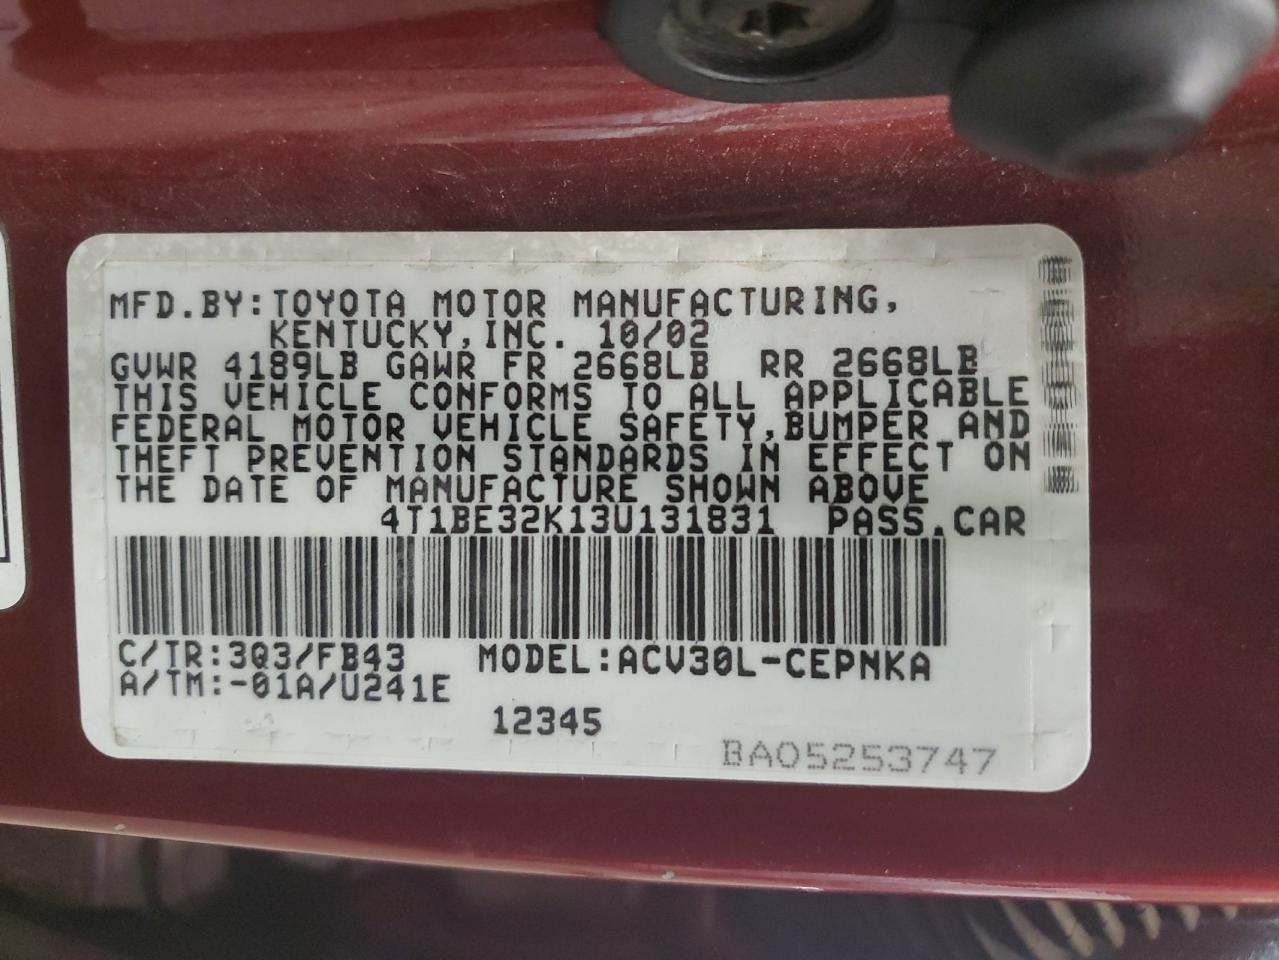 MFD.BY:TOYOTA MOTOR MANUFACTURING,
KENTUCKY,INC. 10/02
GVWR 4189LB GAWR FR 2668LB RR 2668LB
THIS VEHICLE CONFORMS TO ALL APPLICABLE
FEDERAL MOTOR VEHICLE SAFETY,BUMPER AND
THEFT PREVENTION STANDARDS IN EFFECT ON
THE DATE OF MANUFACTURE SHOWN ABOVE
4T1BE32K13U131831 PASS.CAR
C/TR:3Q3/FB43 MODEL:ACV30L-CEPNKA
A/TM:-01A/U241E
12345
BA05253747